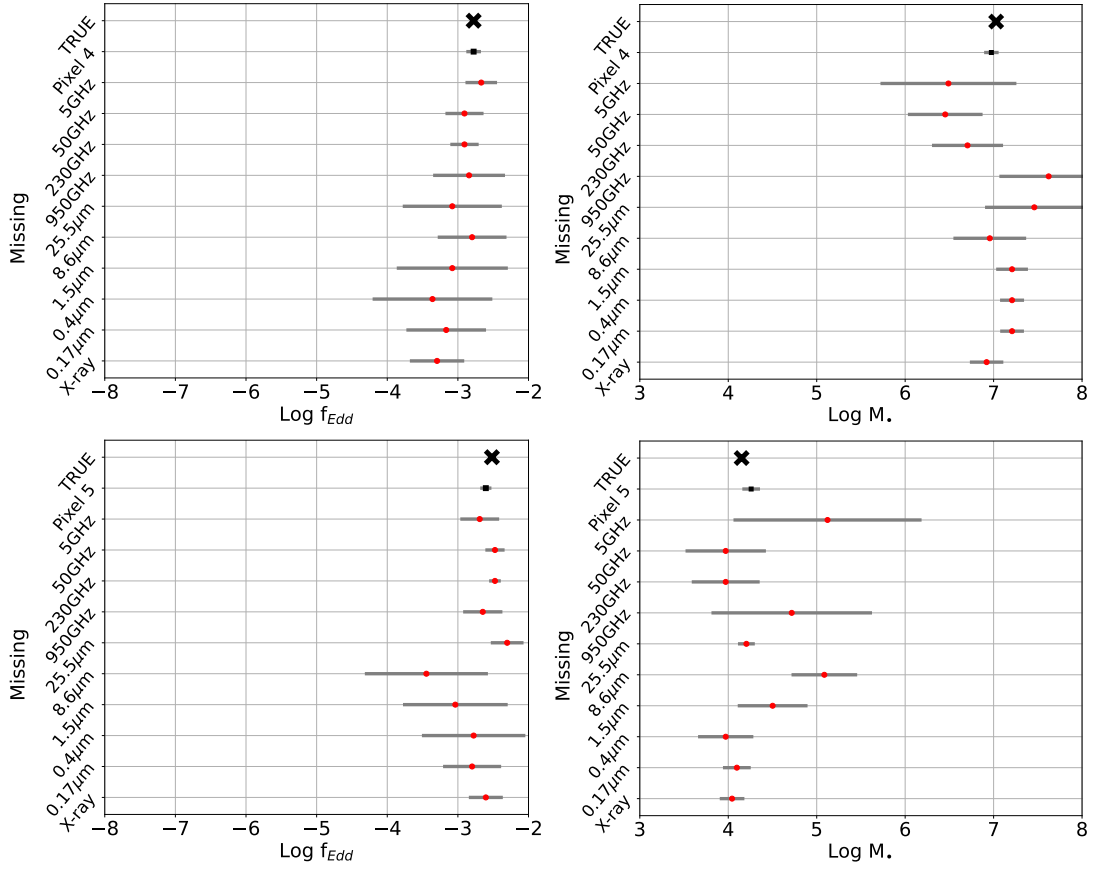 TRUE
Pixel 4
5GHz
50GHz
230GHz
950GHz
25.5μm
8.6μm
1.5μm
0.4μm
0.17μm
X-ray
Missing
−8 −7 −6 −5 −4 −3 −2
Log f_Edd
TRUE
Pixel 4
5GHz
50GHz
230GHz
950GHz
25.5μm
8.6μm
1.5μm
0.4μm
0.17μm
X-ray
Missing
3 4 5 6 7 8
Log M•
TRUE
Pixel 5
5GHz
50GHz
230GHz
950GHz
25.5μm
8.6μm
1.5μm
0.4μm
0.17μm
X-ray
Missing
−8 −7 −6 −5 −4 −3 −2
Log f_Edd
TRUE
Pixel 5
5GHz
50GHz
230GHz
950GHz
25.5μm
8.6μm
1.5μm
0.4μm
0.17μm
X-ray
Missing
3 4 5 6 7 8
Log M•